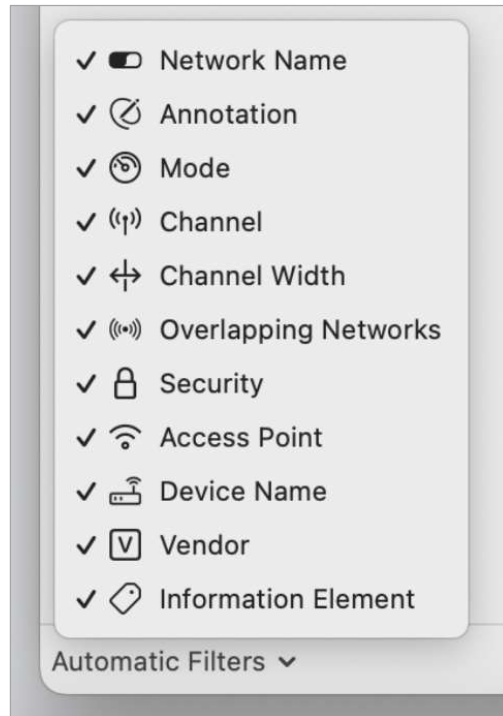 Network Name
Annotation
Mode
Channel
Channel Width
Overlapping Networks
Security
Access Point
Device Name
Vendor
Information Element
Automatic Filters